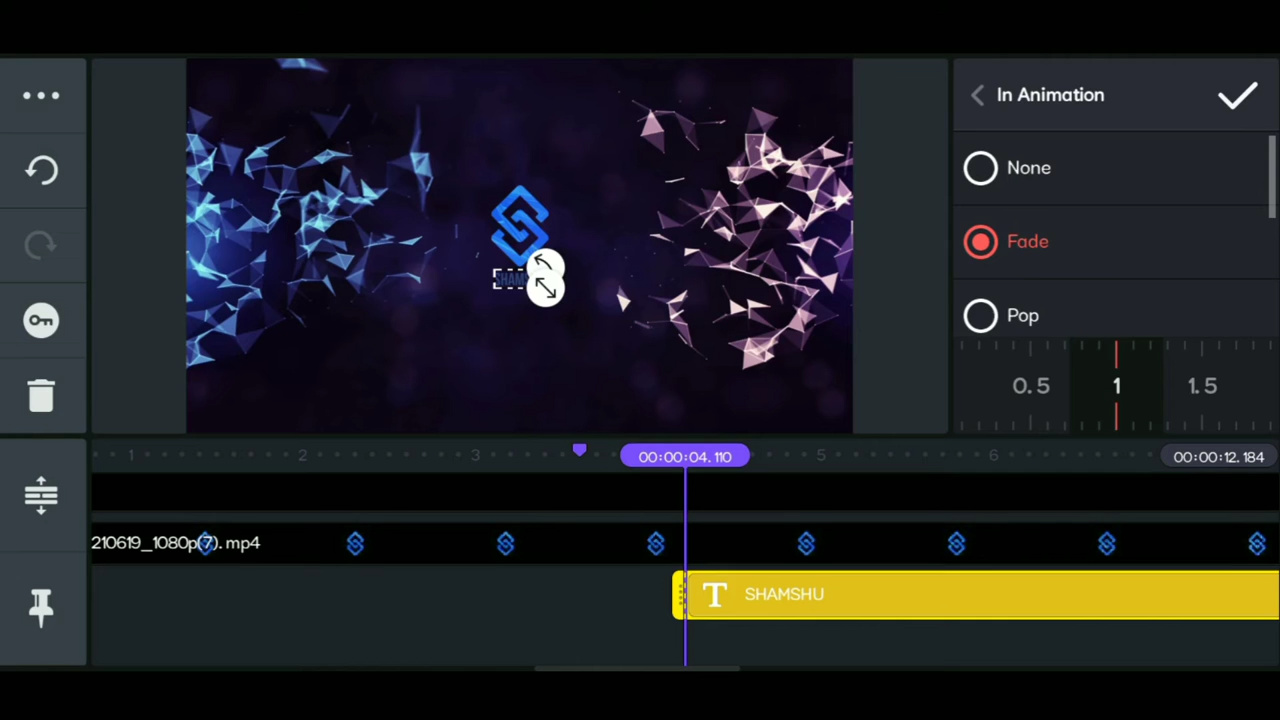 In Animation
None
Fade
SHAM
Pop
0.5 1 1.5
1 2 3 00:00:04.110 5 6 00:00:12.184
210619_1080p(7).mp4
T SHAMSHU